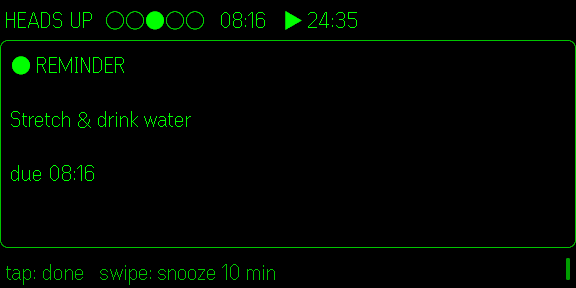 HEADS UP ○○●○○ 08:16 ▶ 24:35
● REMINDER
Stretch & drink water
due 08:16
tap: done swipe: snooze 10 min